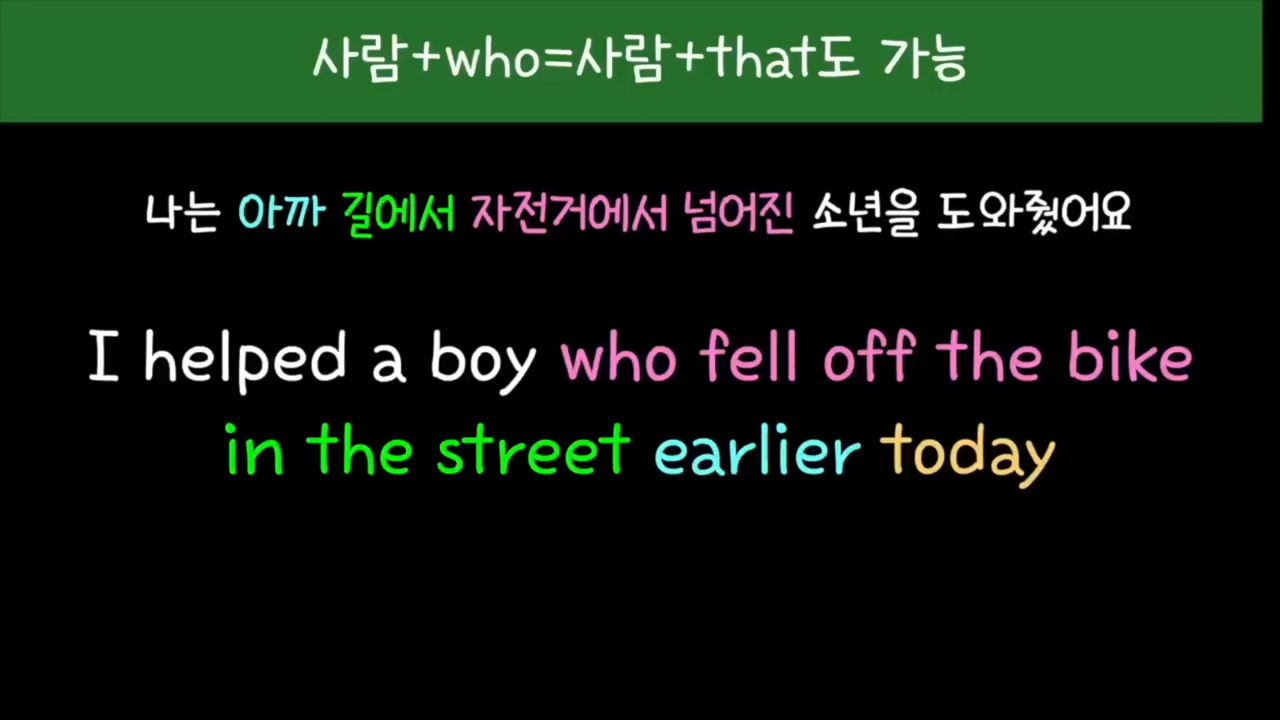 사람+who=사람+that도 가능
나는 아까 길에서 자전거에서 넘어진 소년을 도와줬어요
I helped a boy who fell off the bike
in the street earlier today